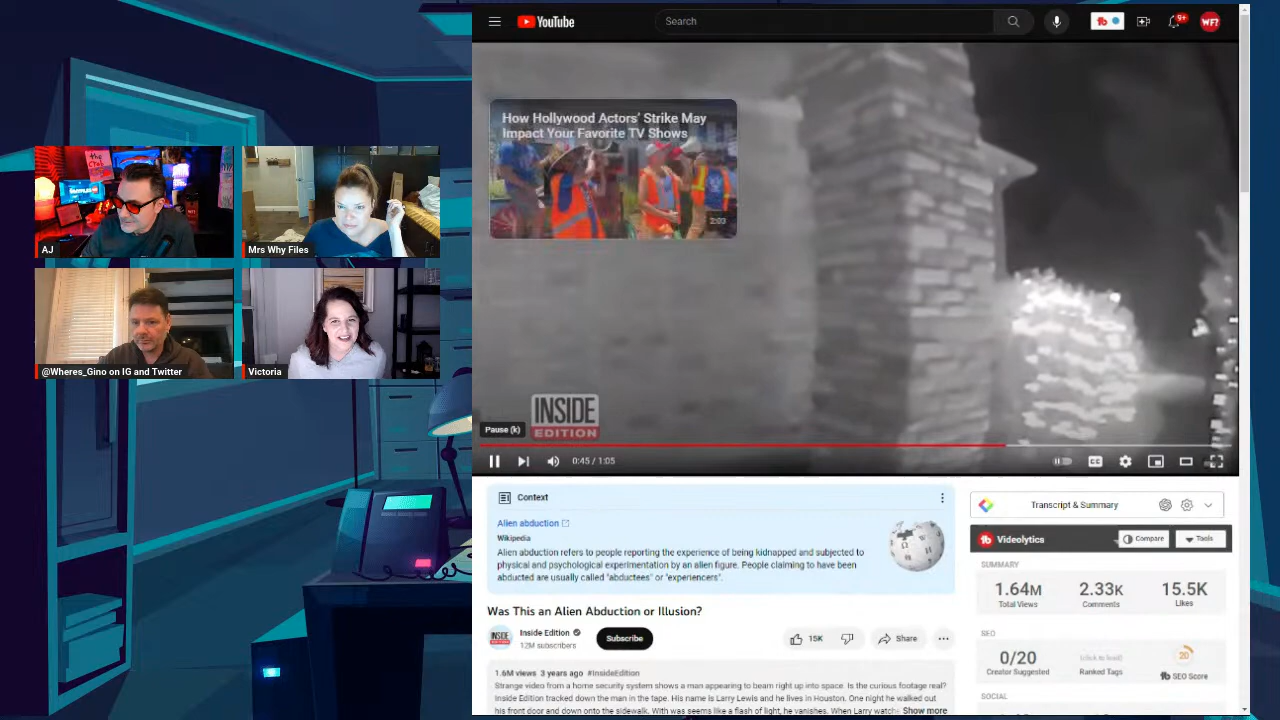 YouTube
Search
9+
WF?
the
AJ
Mrs Why Files
@Wheres_Gino on IG and Twitter
Victoria
How Hollywood Actors' Strike May
Impact Your Favorite TV Shows
2:03
INSIDE
EDITION
Pause (k)
0:45 / 1:05
CC
Context
Alien abduction
Wikipedia
Alien abduction refers to people reporting the experience of being kidnapped and subjected to
physical and psychological experimentation by an alien figure. People claiming to have been
abducted are usually called "abductees" or "experiencers".
Was This an Alien Abduction or Illusion?
Inside Edition
12M subscribers
Subscribe
15K
Share
1.6M views 3 years ago #InsideEdition
Strange video from a home security system shows a man appearing to beam right up into space. Is the curious footage real?
Inside Edition tracked down the man in the tape. His name is Larry Lewis and he lives in Houston. One night he walked out
his front door and down onto the sidewalk. With was seems like a flash of light, he vanishes. When Larry watch Show more
Transcript & Summary
Videolytics
Compare
Tools
SUMMARY
1.64M
Total Views
2.33K
Comments
15.5K
Likes
SEO
0/20
Creator Suggested
(click to load)
Ranked Tags
20
SEO Score
SOCIAL